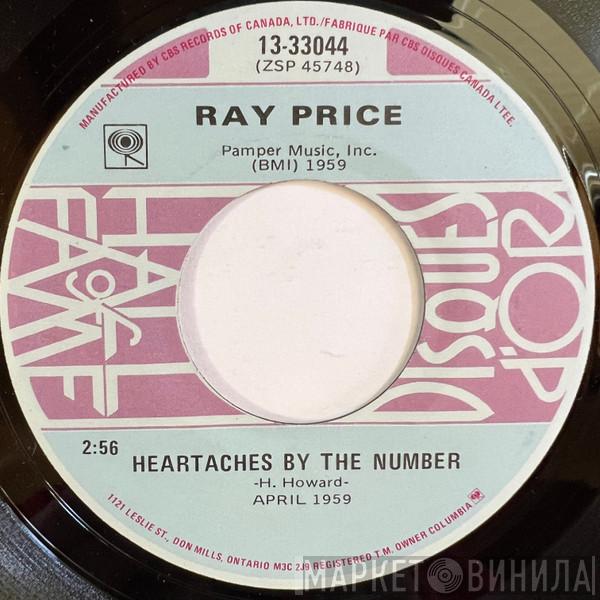 MANUFACTURED BY CBS RECORDS OF CANADA, LTD./FABRIQUE PAR CBS DISQUES CANADA LTEE.
13-33044
(ZSP 45748)
RAY PRICE
Pamper Music, Inc.
(BMI) 1959
HALL of FAME
DISQUES D'OR
2:56
HEARTACHES BY THE NUMBER
-H. Howard-
APRIL 1959
1121 LESLIE ST., DON MILLS, ONTARIO M3C 2J9 REGISTERED T.M. OWNER COLUMBIA
МАРКЕТ ВИНИЛА